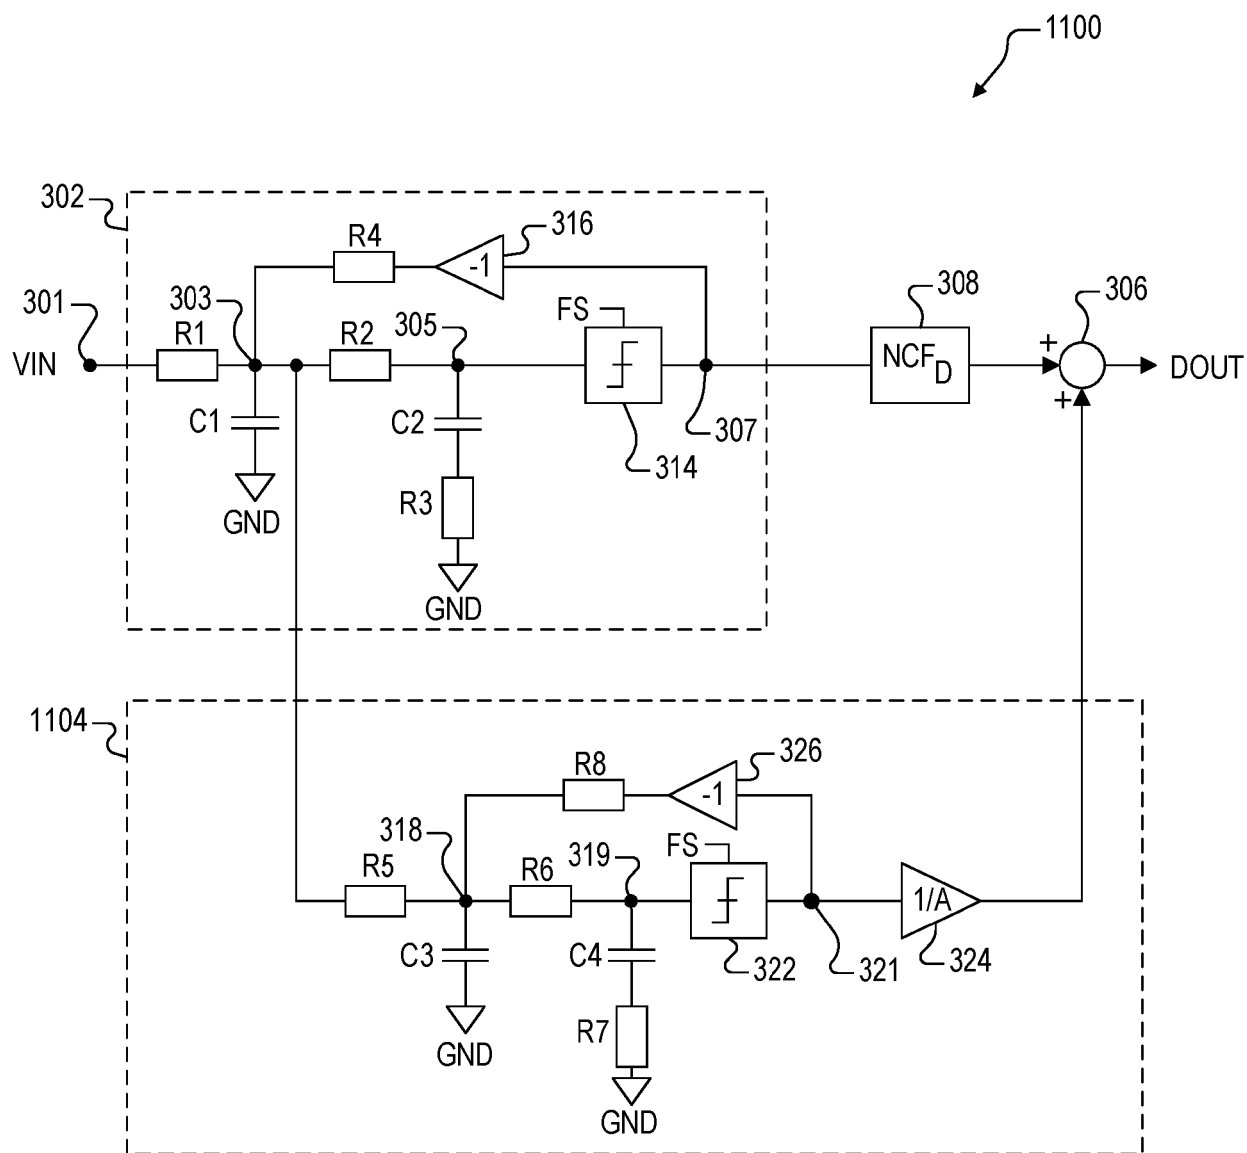 1100
302
R4
316
-1
301
303
R1
R2
305
FS
308
306
VIN
NCF_D
+
DOUT
+
C1
C2
307
314
GND
R3
GND
1104
R8
326
-1
318
R5
R6
319
FS
1/A
C3
C4
322
321
324
R7
GND
GND